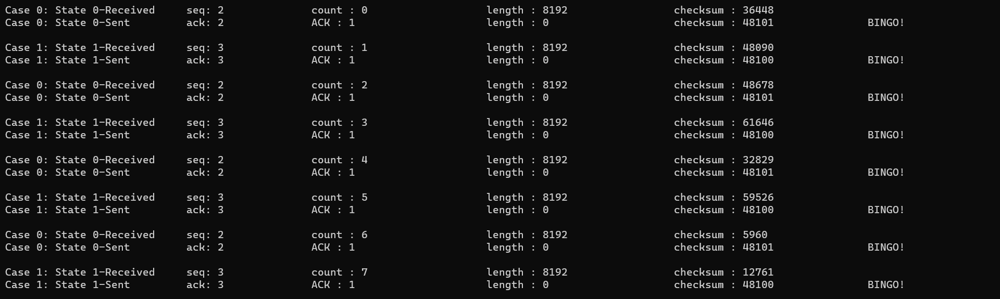 Case 0: State 0-Received seq: 2 count : 0 length : 8192 checksum : 36448
Case 0: State 0-Sent ack: 2 ACK : 1 length : 0 checksum : 48101 BINGO!
Case 1: State 1-Received seq: 3 count : 1 length : 8192 checksum : 48090
Case 1: State 1-Sent ack: 3 ACK : 1 length : 0 checksum : 48100 BINGO!
Case 0: State 0-Received seq: 2 count : 2 length : 8192 checksum : 48678
Case 0: State 0-Sent ack: 2 ACK : 1 length : 0 checksum : 48101 BINGO!
Case 1: State 1-Received seq: 3 count : 3 length : 8192 checksum : 61646
Case 1: State 1-Sent ack: 3 ACK : 1 length : 0 checksum : 48100 BINGO!
Case 0: State 0-Received seq: 2 count : 4 length : 8192 checksum : 32829
Case 0: State 0-Sent ack: 2 ACK : 1 length : 0 checksum : 48101 BINGO!
Case 1: State 1-Received seq: 3 count : 5 length : 8192 checksum : 59526
Case 1: State 1-Sent ack: 3 ACK : 1 length : 0 checksum : 48100 BINGO!
Case 0: State 0-Received seq: 2 count : 6 length : 8192 checksum : 5960
Case 0: State 0-Sent ack: 2 ACK : 1 length : 0 checksum : 48101 BINGO!
Case 1: State 1-Received seq: 3 count : 7 length : 8192 checksum : 12761
Case 1: State 1-Sent ack: 3 ACK : 1 length : 0 checksum : 48100 BINGO!